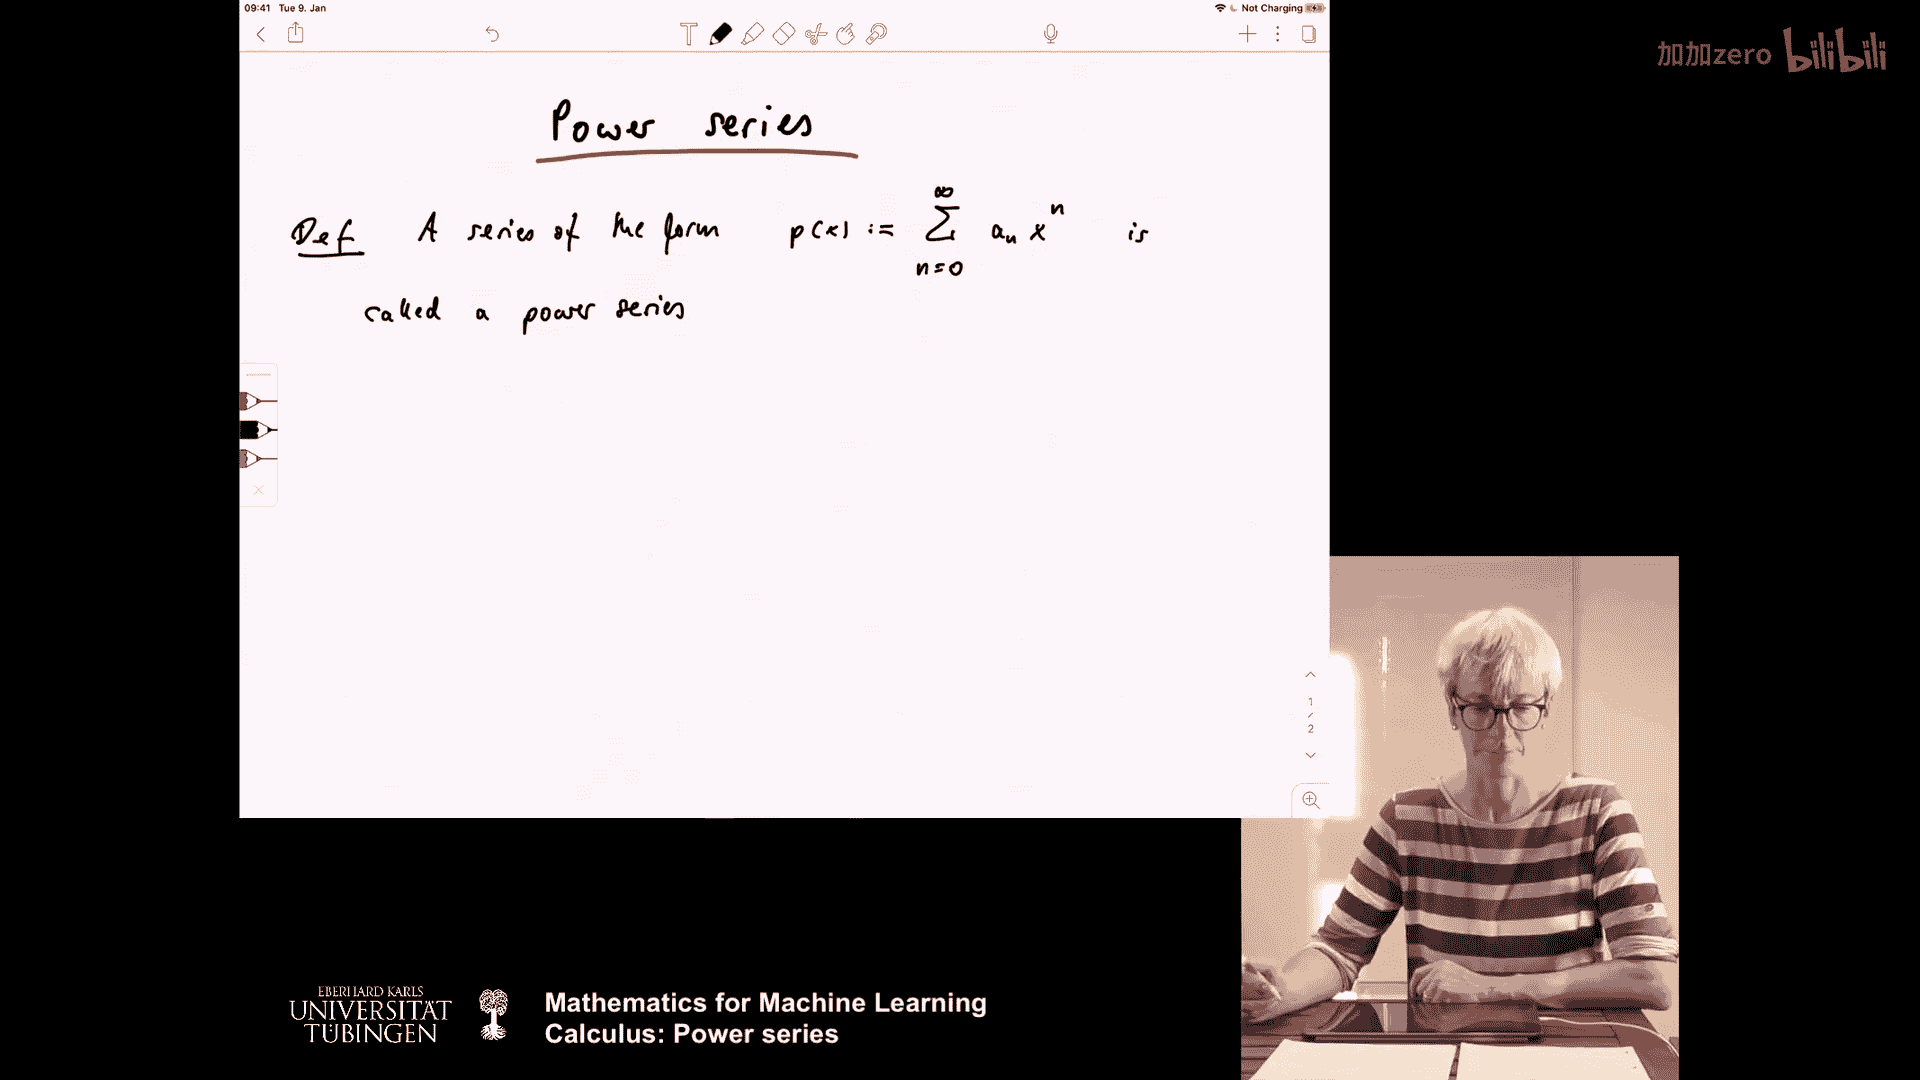 09:41 Tue 9. Jan
Not Charging
加加zero bilibili
T
Power series
Def A series of the form p(x) := ∑_{n=0}^{∞} a_n x^n is
called a power series
1
/
2
EBERHARD KARLS
UNIVERSITÄT
TÜBINGEN
Mathematics for Machine Learning
Calculus: Power series